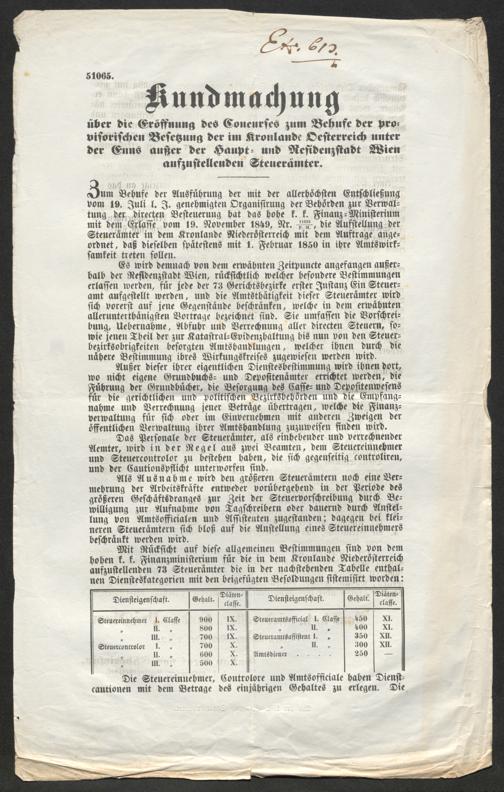 Ex. 613.
51065.
Kundmachung
über die Eröffnung des Concurses zum Behufe der pro-
visorischen Besetzung der im Kronlande Oesterreich unter
der Enns außer der Haupt- und Residenzstadt Wien
aufzustellenden Steuerämter.
Zum Behufe der Ausführung der mit der allerhöchsten Entschließung
vom 19. Juli l. J. genehmigten Organisirung der Behörden zur Verwal-
tung der directen Besteuerung hat das hohe k. k. Finanz-Ministerium
mit dem Erlasse vom 19. November 1849, Nr. die Aufstellung der
Steuerämter in dem Kronlande Niederösterreich mit dem Auftrage ange-
ordnet, daß dieselben spätestens mit 1. Februar 1850 in ihre Amtswirk-
samkeit treten sollen.
Es wird demnach von dem erwähnten Zeitpuncte angefangen außer-
halb der Residenzstadt Wien, rücksichtlich welcher besondere Bestimmungen
erlassen werden, für jede der 73 Gerichtsbezirke erster Instanz Ein Steuer-
amt aufgestellt werden, und die Amtsthätigkeit dieser Steuerämter wird
sich vorerst auf jene Gegenstände beschränken, welche in dem erwähnten
allerunterthänigsten Vortrage bezeichnet sind. Sie umfassen die Vorschrei-
bung, Uebernahme, Abfuhr und Verrechnung aller directen Steuern, so-
wie jenen Theil der zur Katastral-Evidenzhaltung bis nun von den Steuer-
bezirksobrigkeiten besorgten Amtshandlungen, welcher ihnen durch die
nähere Bestimmung ihres Wirkungskreises zugewiesen werden wird.
Außer dieser eigentlichen Dienstesbestimmung wird ihnen dort,
wo nicht eigene Grundbuchs- und Depositenämter errichtet werden, die
Führung der Grundbücher, die Besorgung des Casse- und Depositenwesens
für die gerichtlichen und politischen Bezirksbehörden und die Empfang-
nahme und Verrechnung jener Beträge übertragen, welche die Finanz-
verwaltung für sich oder im Einvernehmen mit anderen Zweigen der
öffentlichen Verwaltung ihrer Amtshandlung zuzuweisen finden wird.
Das Personale der Steuerämter, als einhebender und verrechnender
Aemter, wird in der Regel aus zwei Beamten, dem Steuereinnehmer
und Steuercontrolor zu bestehen haben, die sich gegenseitig controliren,
und der Cautionspflicht unterworfen sind.
Als Ausnahme wird den größeren Steuerämtern noch eine Ver-
mehrung der Arbeitskräfte entweder vorübergehend in der Periode des
größeren Geschäftsdranges zur Zeit der Steuervorschreibung durch Be-
willigung zur Aufnahme von Tagschreibern oder dauernd durch Anstel-
lung von Amtsofficialen und Assistenten zugestanden; dagegen bei klei-
neren Steuerämtern sich bloß auf die Anstellung eines Steuereinnehmers
beschränkt werden wird.
Mit Rücksicht auf diese allgemeinen Bestimmungen sind von dem
hohen k. k. Finanzministerium für die in dem Kronlande Niederösterreich
aufzustellenden 73 Steuerämter die in der nachstehenden Tabelle enthal-
nen Dienstkategorien mit den beigefügten Besoldungen systemisirt worden:
Diensteigenschaft. Gehalt. Diäten-classe. Diensteigenschaft. Gehalt. Diäten-classe.
Steuereinnehmer I. Classe 900 IX. Steueramtsofficial I. Classe 450 XI.
" II. " 800 IX. " II. " 400 XI.
" III. " 700 IX. Steueramtsassistent I. " 350 XII.
Steuercontrolor I. " 700 X. " II. " 300 XII.
" II. " 600 X. Amtsdiener . . . . 250 —
" III. " 500 X.
Die Steuereinnehmer, Controlore und Amtsofficiale haben Dienst-
cautionen mit dem Betrage des einjährigen Gehaltes zu erlegen. Die